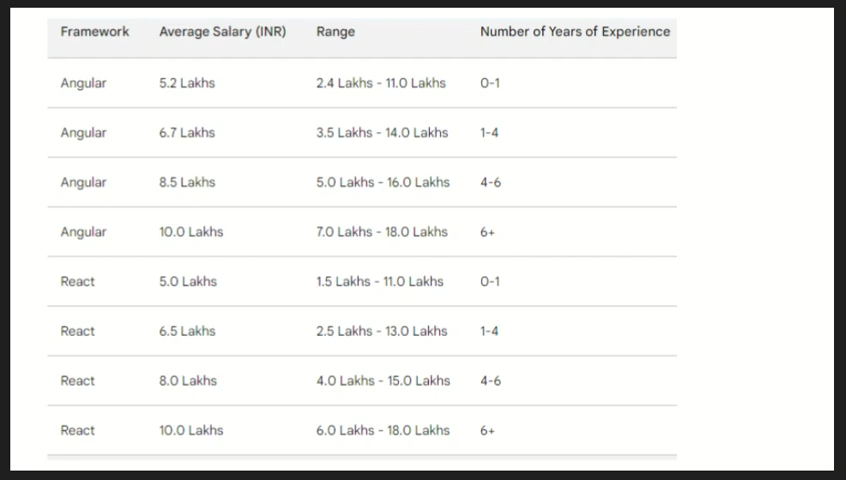 Framework Average Salary (INR) Range Number of Years of Experience
Angular 5.2 Lakhs 2.4 Lakhs - 11.0 Lakhs 0-1
Angular 6.7 Lakhs 3.5 Lakhs - 14.0 Lakhs 1-4
Angular 8.5 Lakhs 5.0 Lakhs - 16.0 Lakhs 4-6
Angular 10.0 Lakhs 7.0 Lakhs - 18.0 Lakhs 6+
React 5.0 Lakhs 1.5 Lakhs - 11.0 Lakhs 0-1
React 6.5 Lakhs 2.5 Lakhs - 13.0 Lakhs 1-4
React 8.0 Lakhs 4.0 Lakhs - 15.0 Lakhs 4-6
React 10.0 Lakhs 6.0 Lakhs - 18.0 Lakhs 6+